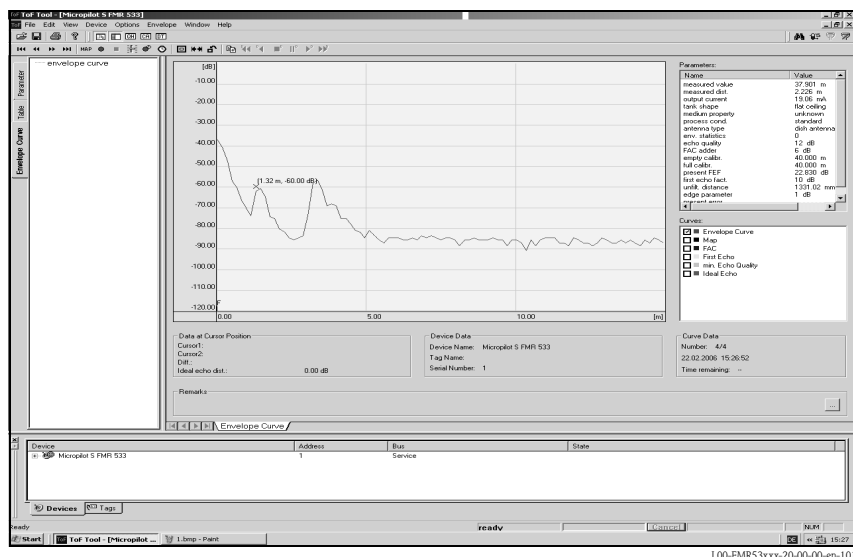 ToF Tool - [Micropilot S FMR 533]
File Edit View Device Options Envelope Window Help
MAP
Parameter
Table
Envelope Curve
envelope curve
[dB]
-10.00
-20.00
-30.00
-40.00
-50.00
-60.00
-70.00
-80.00
-90.00
-100.00
-110.00
-120.00
(1.32 m, -60.00 dB)
F
0.00 5.00 10.00 [m]
Parameters:
Name Value
measured value 37.901 m
measured dist. 2.226 m
output current 19.06 mA
tank shape flat ceiling
medium property unknown
process cond. standard
antenna type dish antenna
env. statistics 0
echo quality 12 dB
FAC adder 6 dB
empty calibr. 40.000 m
full calibr. 40.000 m
present FEF 22.830 dB
first echo fact. 10 dB
unfilt. distance 1331.02 mm
edge parameter 1 dB
present error
Curves:
Envelope Curve
Map
FAC
First Echo
min. Echo Quality
Ideal Echo
Data at Cursor Position
Cursor1:
Cursor2:
Diff.:
Ideal echo dist.: 0.00 dB
Device Data
Device Name: Micropilot S FMR 533
Tag Name:
Serial Number: 1
Curve Data
Number: 4/4
22.02.2006 15:26:52
Time remaining: --
Remarks
...
Envelope Curve
Device Address Bus State
Micropilot S FMR 533 1 Service
Devices Tags
Ready ready Cancel NUM
Start ToF Tool - [Micropilot ... 1.bmp - Paint DE « 15:27
L00-FMR53xxx-20-00-00-en-10